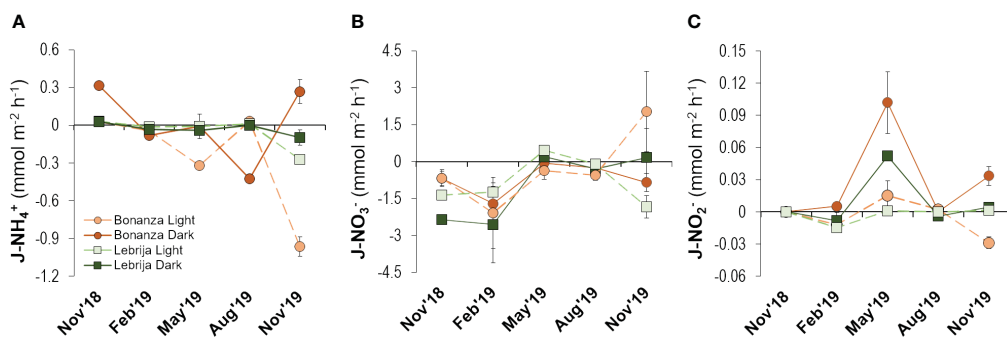 A
J-NH4+ (mmol m-2 h-1)
0.6
0.3
0
-0.3
-0.6
-0.9
-1.2
Bonanza Light
Bonanza Dark
Lebrija Light
Lebrija Dark
Nov'18
Feb'19
May'19
Aug'19
Nov'19
B
J-NO3- (mmol m-2 h-1)
4.5
3
1.5
0
-1.5
-3
-4.5
Nov'18
Feb'19
May'19
Aug'19
Nov'19
C
J-NO2- (mmol m-2 h-1)
0.15
0.12
0.09
0.06
0.03
0
-0.03
-0.06
Nov'18
Feb'19
May'19
Aug'19
Nov'19